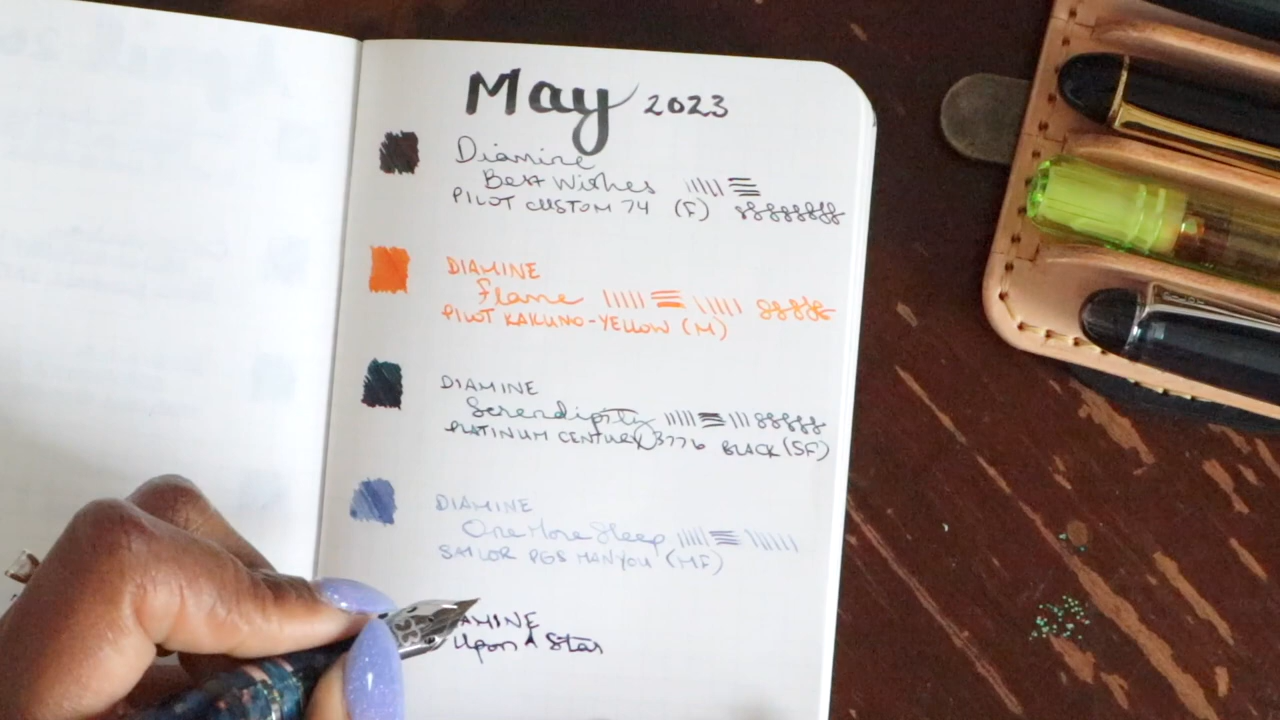 May 2023
Diamine
Best Wishes
PILOT CUSTOM 74 (F)
DIAMINE
Flame
PILOT KAKUNO-YELLOW (M)
DIAMINE
Serendipity
PLATINUM CENTURY 3776 BLACK (SF)
DIAMINE
One More Sleep
SAILOR PGS MANYOU (MF)
AMINE
Upon A Star